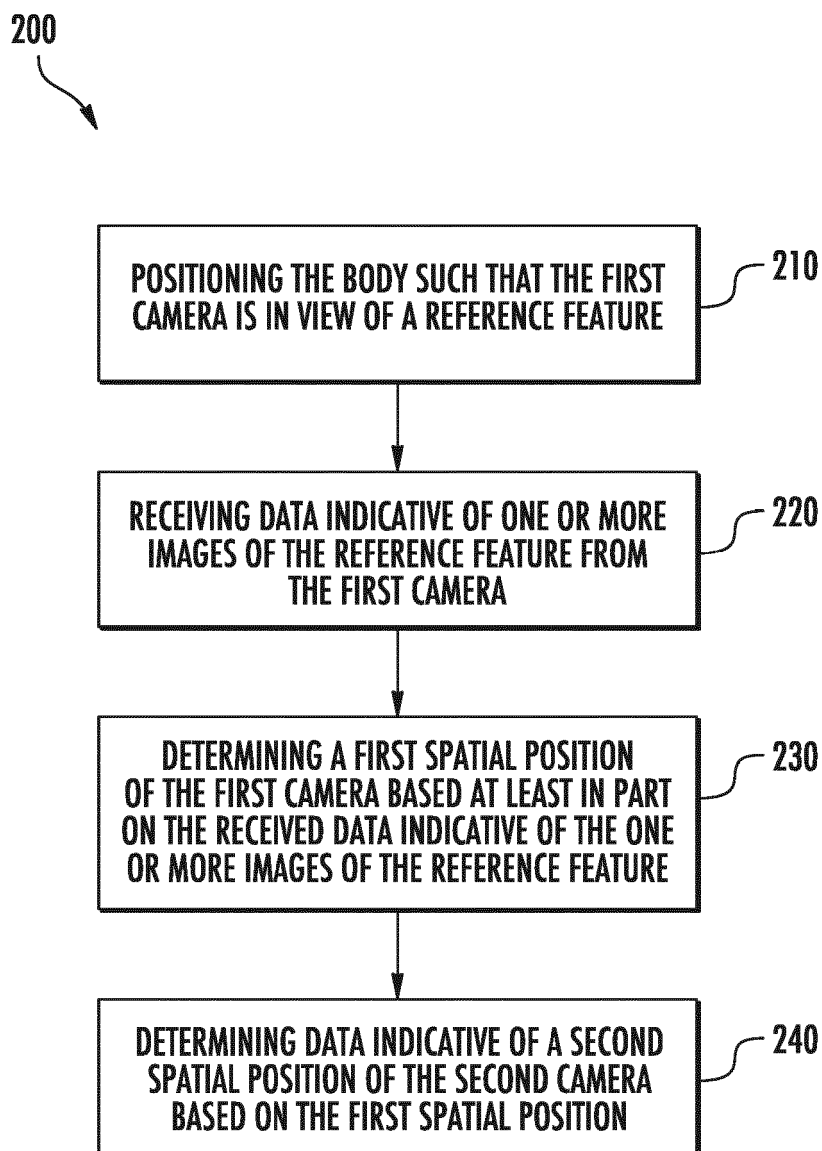 200
POSITIONING THE BODY SUCH THAT THE FIRST
CAMERA IS IN VIEW OF A REFERENCE FEATURE
210
RECEIVING DATA INDICATIVE OF ONE OR MORE
IMAGES OF THE REFERENCE FEATURE FROM
THE FIRST CAMERA
220
DETERMINING A FIRST SPATIAL POSITION
OF THE FIRST CAMERA BASED AT LEAST IN PART
ON THE RECEIVED DATA INDICATIVE OF THE ONE
OR MORE IMAGES OF THE REFERENCE FEATURE
230
DETERMINING DATA INDICATIVE OF A SECOND
SPATIAL POSITION OF THE SECOND CAMERA
BASED ON THE FIRST SPATIAL POSITION
240